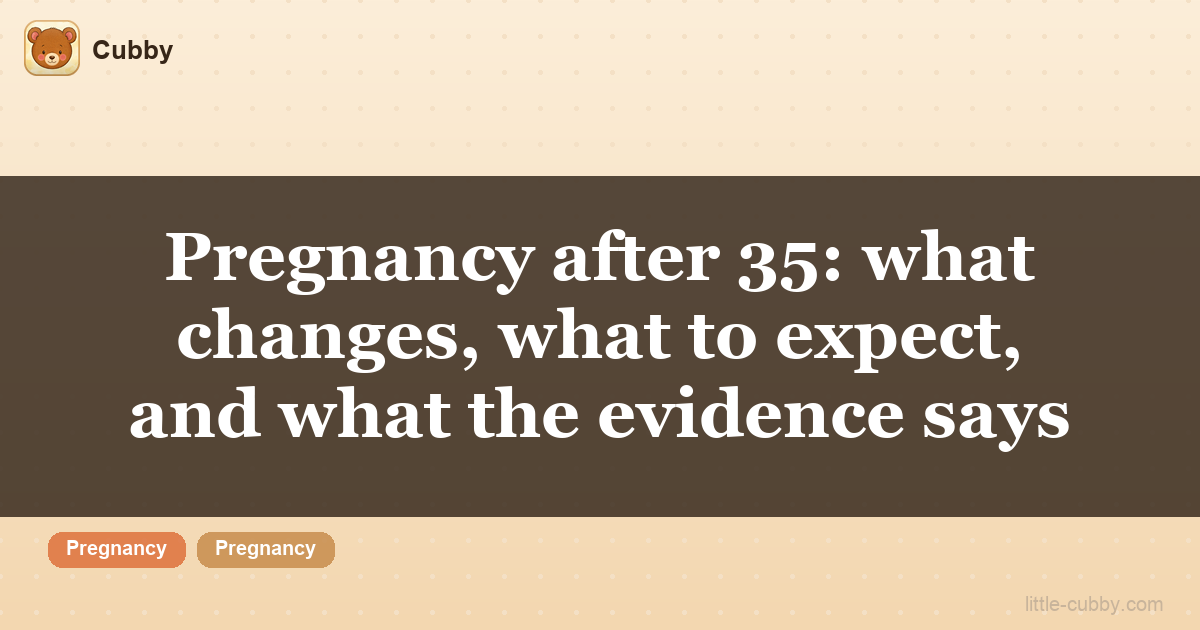 Cubby
Pregnancy after 35: what
changes, what to expect,
and what the evidence says
Pregnancy Pregnancy
little-cubby.com